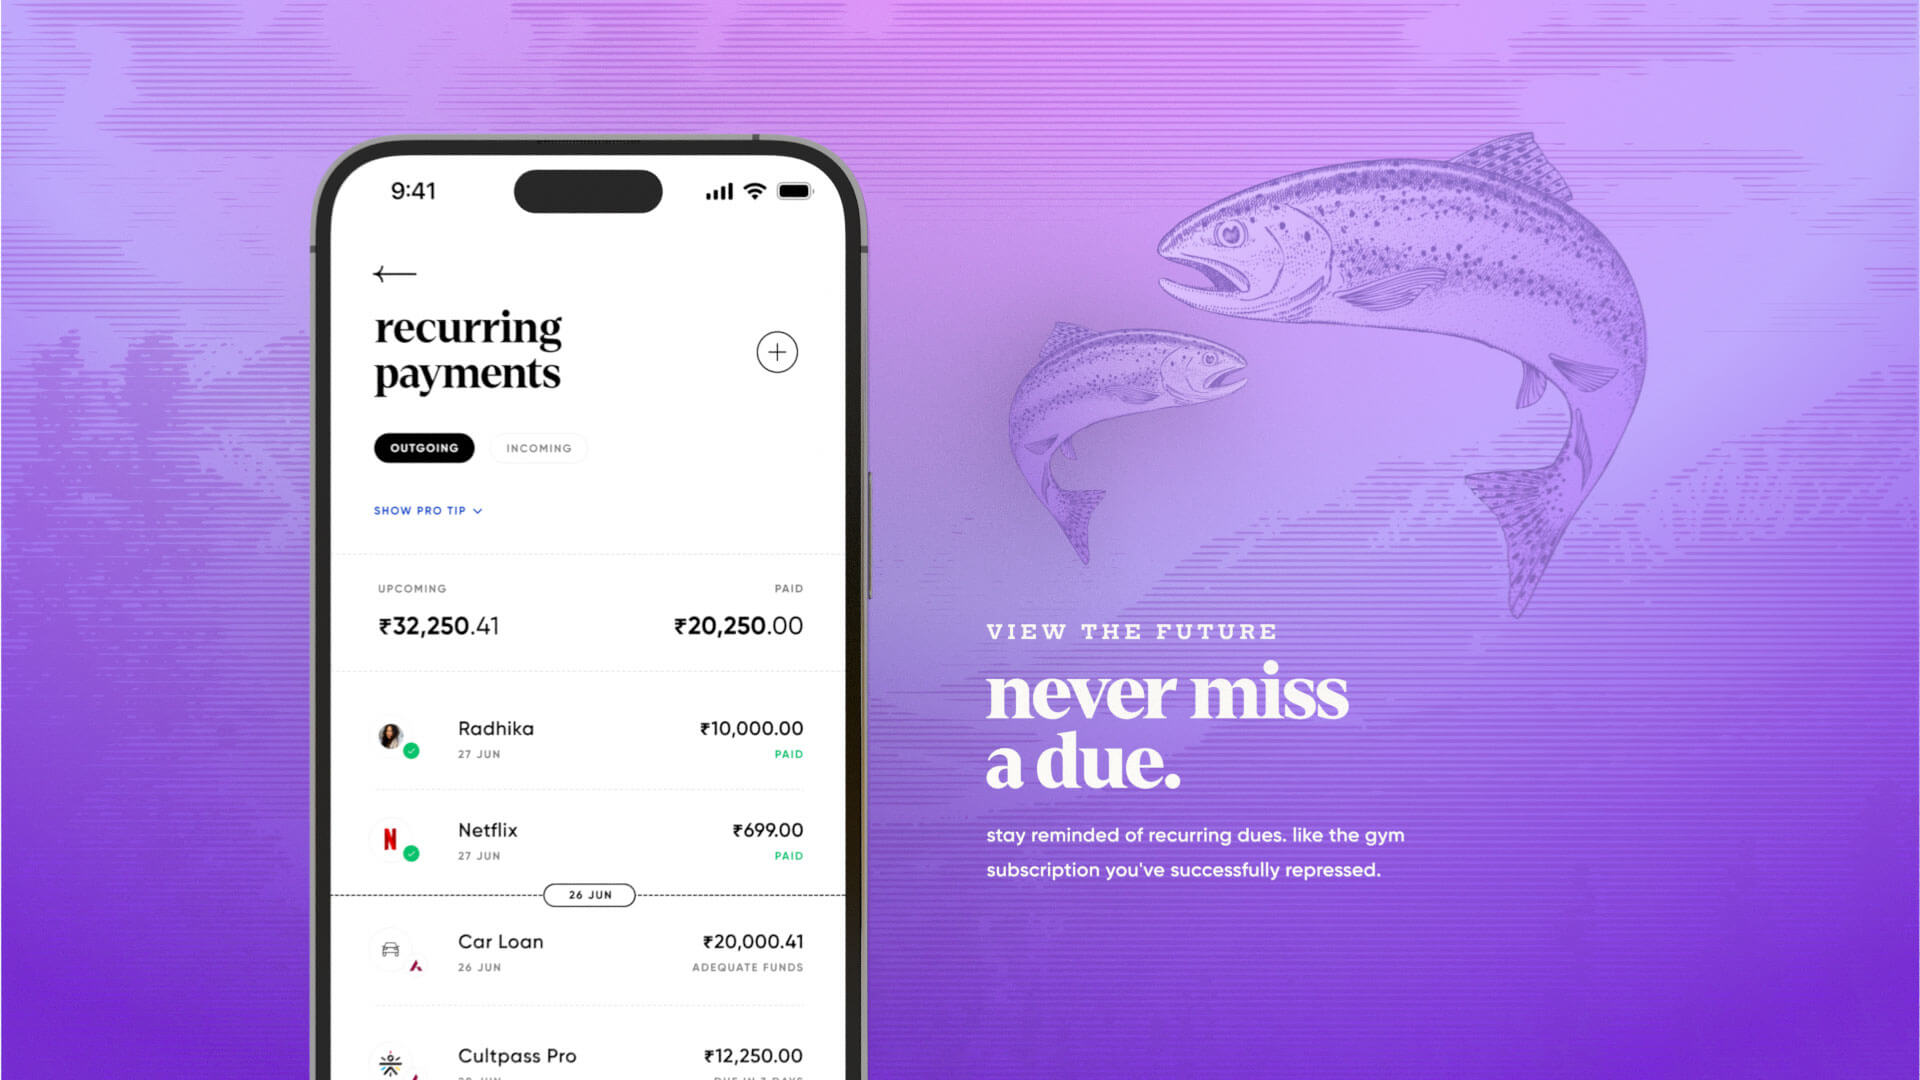 9:41
recurring
payments
OUTGOING INCOMING
SHOW PRO TIP
UPCOMING PAID
₹32,250.41 ₹20,250.00
Radhika ₹10,000.00
27 JUN PAID
Netflix ₹699.00
27 JUN PAID
26 JUN
Car Loan ₹20,000.41
26 JUN ADEQUATE FUNDS
Cultpass Pro ₹12,250.00
VIEW THE FUTURE
never miss
a due.
stay reminded of recurring dues. like the gym
subscription you've successfully repressed.